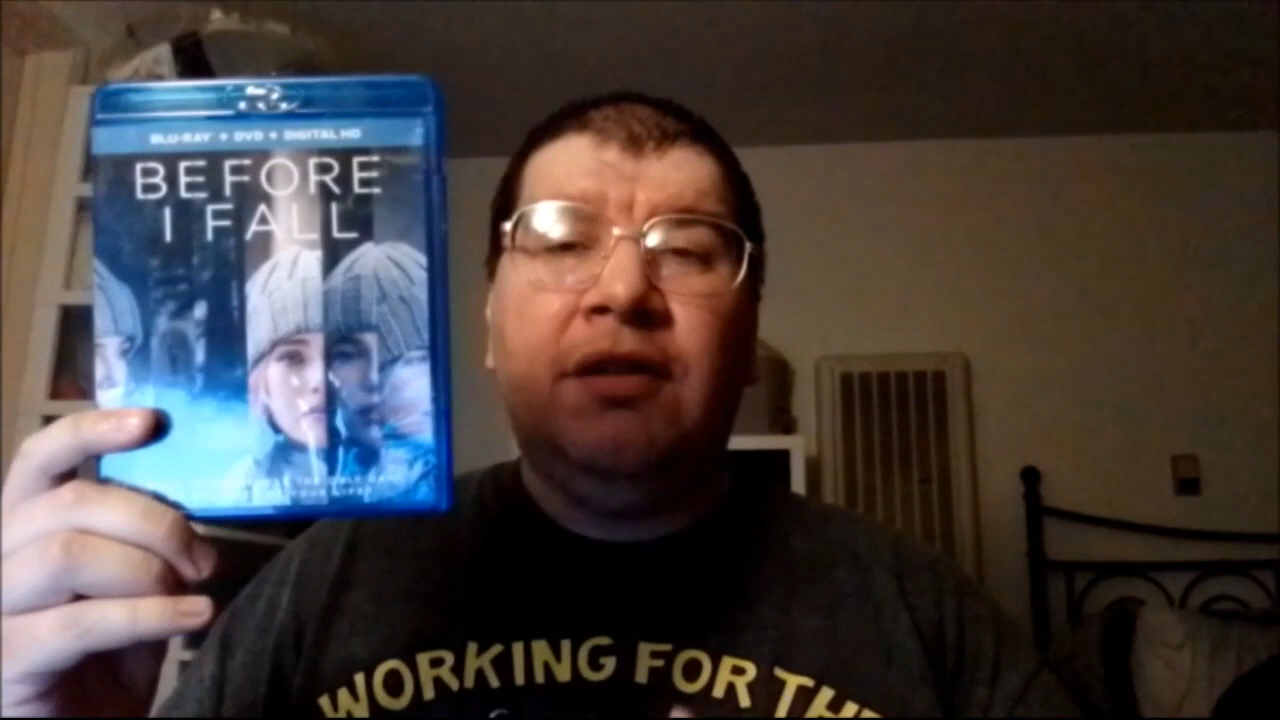 BLU-RAY + DVD + DIGITAL HD
BEFORE
I FALL
WORKING FOR THE